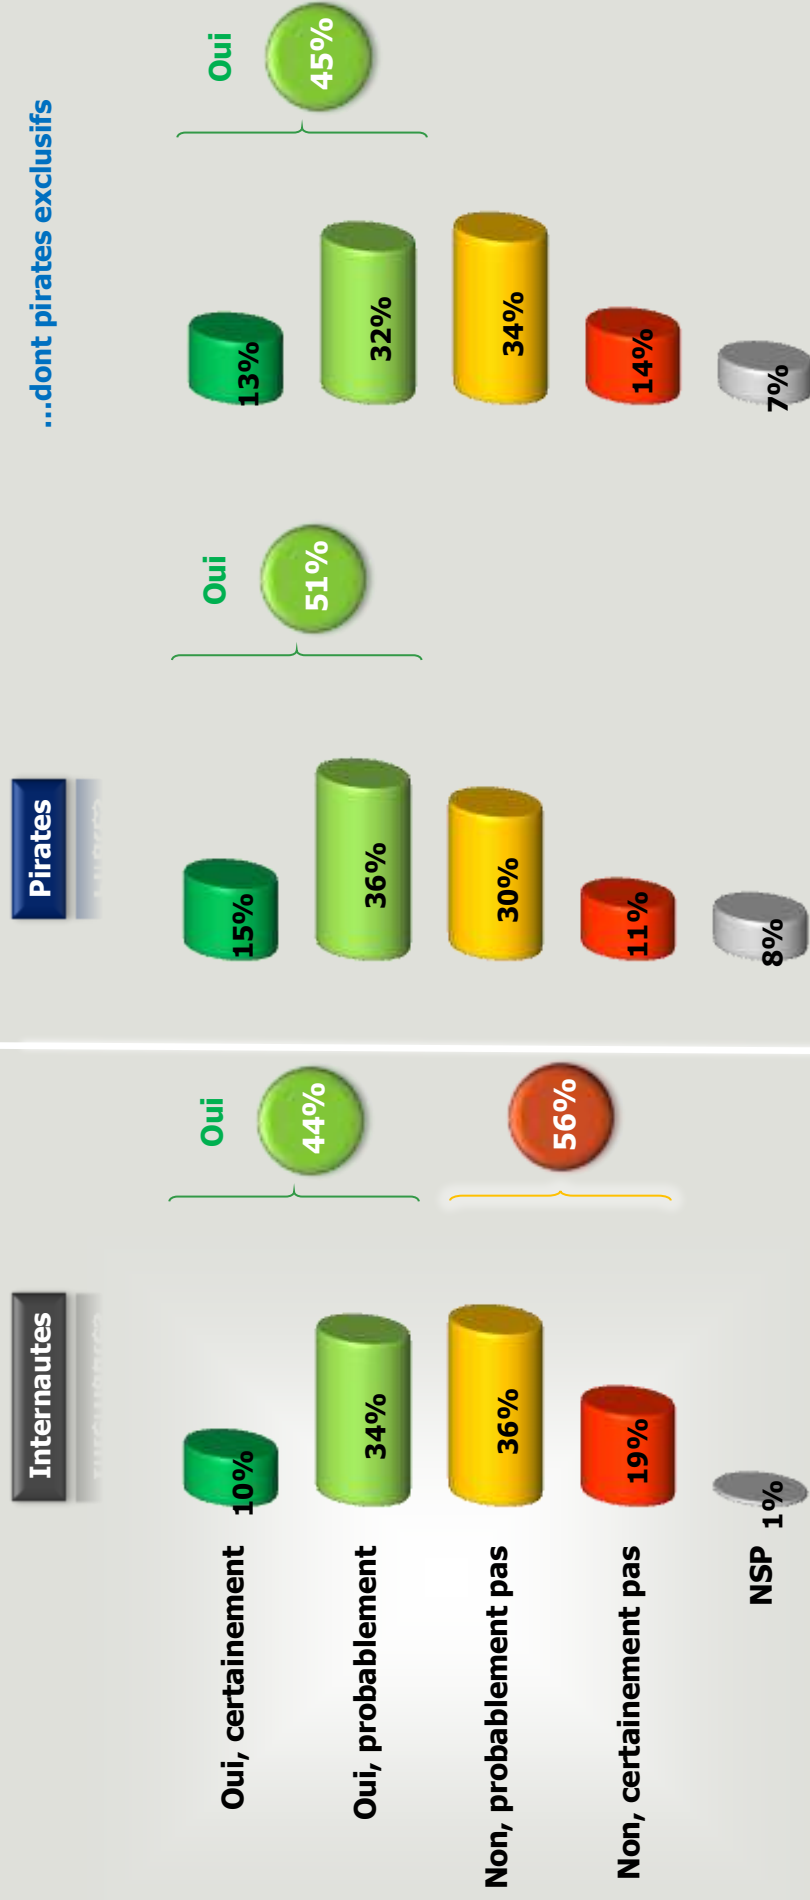 Internautes
Pirates
...dont pirates exclusifs
Oui
Oui
Oui
Oui, certainement 10% 15% 13%
44% 51% 45%
Oui, probablement 34% 36% 32%
Non, probablement pas 36% 30% 34%
56%
Non, certainement pas 19% 11% 14%
NSP 1% 8% 7%